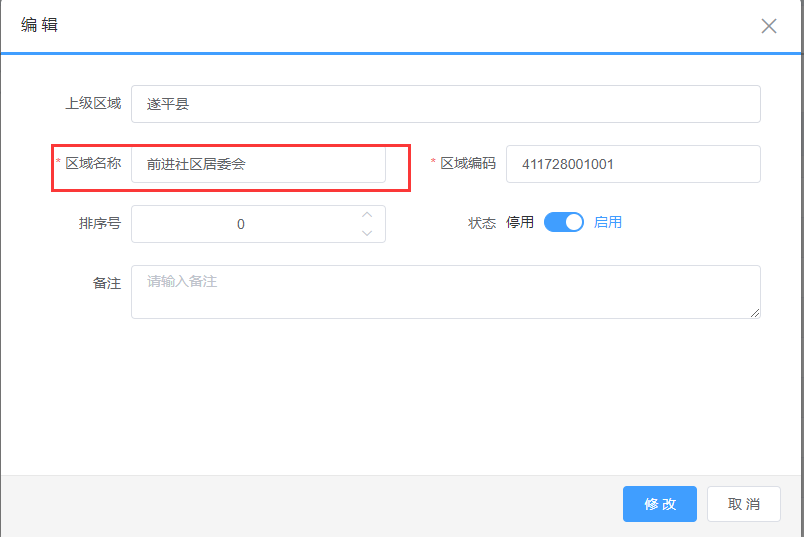 编 辑
上级区域 遂平县
* 区域名称 前进社区居委会 * 区域编码 411728001001
排序号 0 状态 停用 启用
备注 请输入备注
修 改 取 消